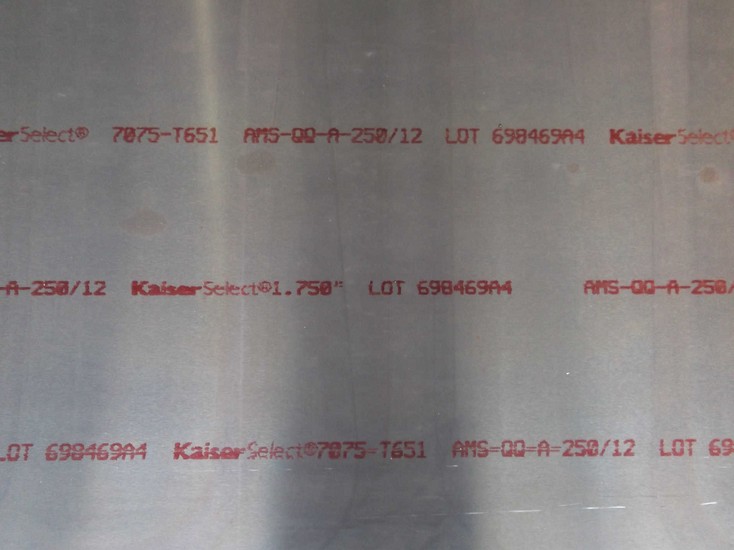 erSelect® 7075-T651 AMS-QQ-A-250/12 LOT 698469A4 KaiserSelect®
-A-250/12 KaiserSelect®1.750" LOT 698469A4 AMS-QQ-A-250/
LOT 698469A4 KaiserSelect®7075-T651 AMS-QQ-A-250/12 LOT 69